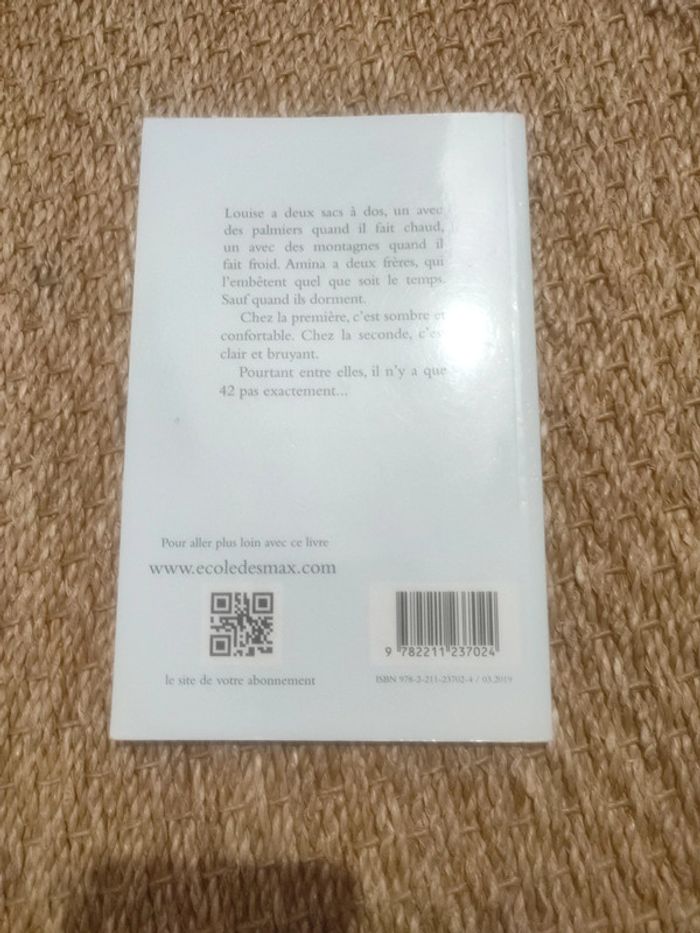 Louise a deux sacs à dos, un avec
des palmiers quand il fait chaud,
un avec des montagnes quand il
fait froid. Amina a deux frères, qui
l'embêtent quel que soit le temps.
Sauf quand ils dorment.
Chez la première, c'est sombre et
confortable. Chez la seconde, c'est
clair et bruyant.
Pourtant entre elles, il n'y a que
42 pas exactement...
Pour aller plus loin avec ce livre
www.ecoledesmax.com
le site de votre abonnement
9 782211 237024
ISBN 978-2-211-23702-4 / 03.2019